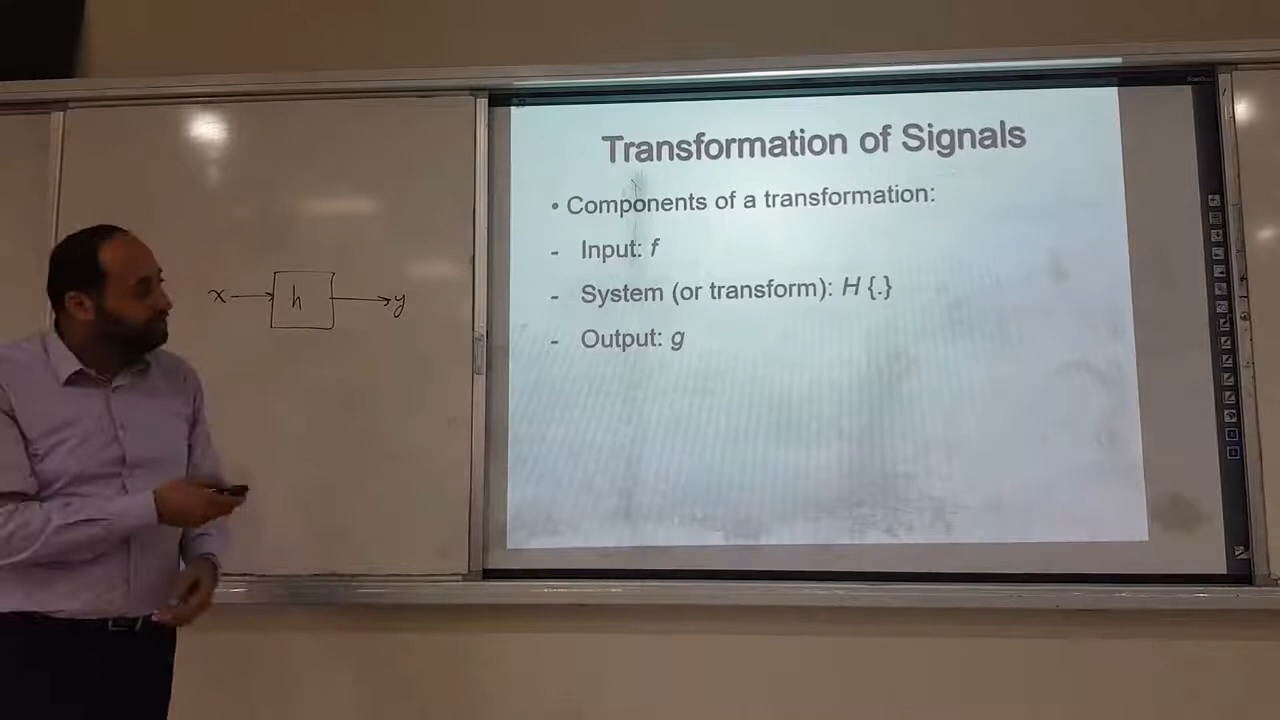 x h y
Transformation of Signals
• Components of a transformation:
- Input: f
- System (or transform): H {.}
- Output: g